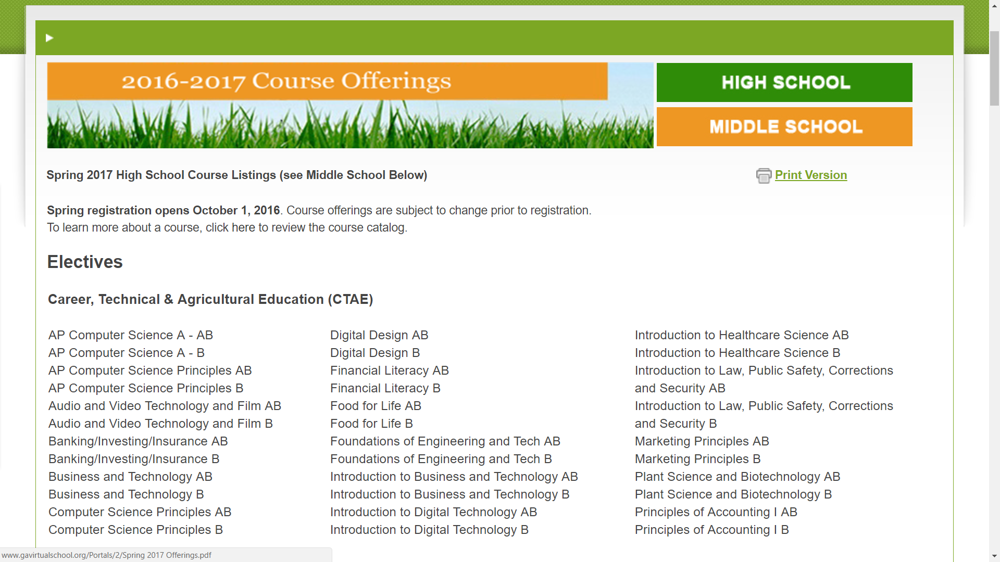 2016-2017 Course Offerings
HIGH SCHOOL
MIDDLE SCHOOL
Spring 2017 High School Course Listings (see Middle School Below)
Print Version
Spring registration opens October 1, 2016. Course offerings are subject to change prior to registration.
To learn more about a course, click here to review the course catalog.
Electives
Career, Technical & Agricultural Education (CTAE)
AP Computer Science A - AB
AP Computer Science A - B
AP Computer Science Principles AB
AP Computer Science Principles B
Audio and Video Technology and Film AB
Audio and Video Technology and Film B
Banking/Investing/Insurance AB
Banking/Investing/Insurance B
Business and Technology AB
Business and Technology B
Computer Science Principles AB
Computer Science Principles B
Digital Design AB
Digital Design B
Financial Literacy AB
Financial Literacy B
Food for Life AB
Food for Life B
Foundations of Engineering and Tech AB
Foundations of Engineering and Tech B
Introduction to Business and Technology AB
Introduction to Business and Technology B
Introduction to Digital Technology AB
Introduction to Digital Technology B
Introduction to Healthcare Science AB
Introduction to Healthcare Science B
Introduction to Law, Public Safety, Corrections
and Security AB
Introduction to Law, Public Safety, Corrections
and Security B
Marketing Principles AB
Marketing Principles B
Plant Science and Biotechnology AB
Plant Science and Biotechnology B
Principles of Accounting I AB
Principles of Accounting I B
www.gavirtualschool.org/Portals/2/Spring 2017 Offerings.pdf